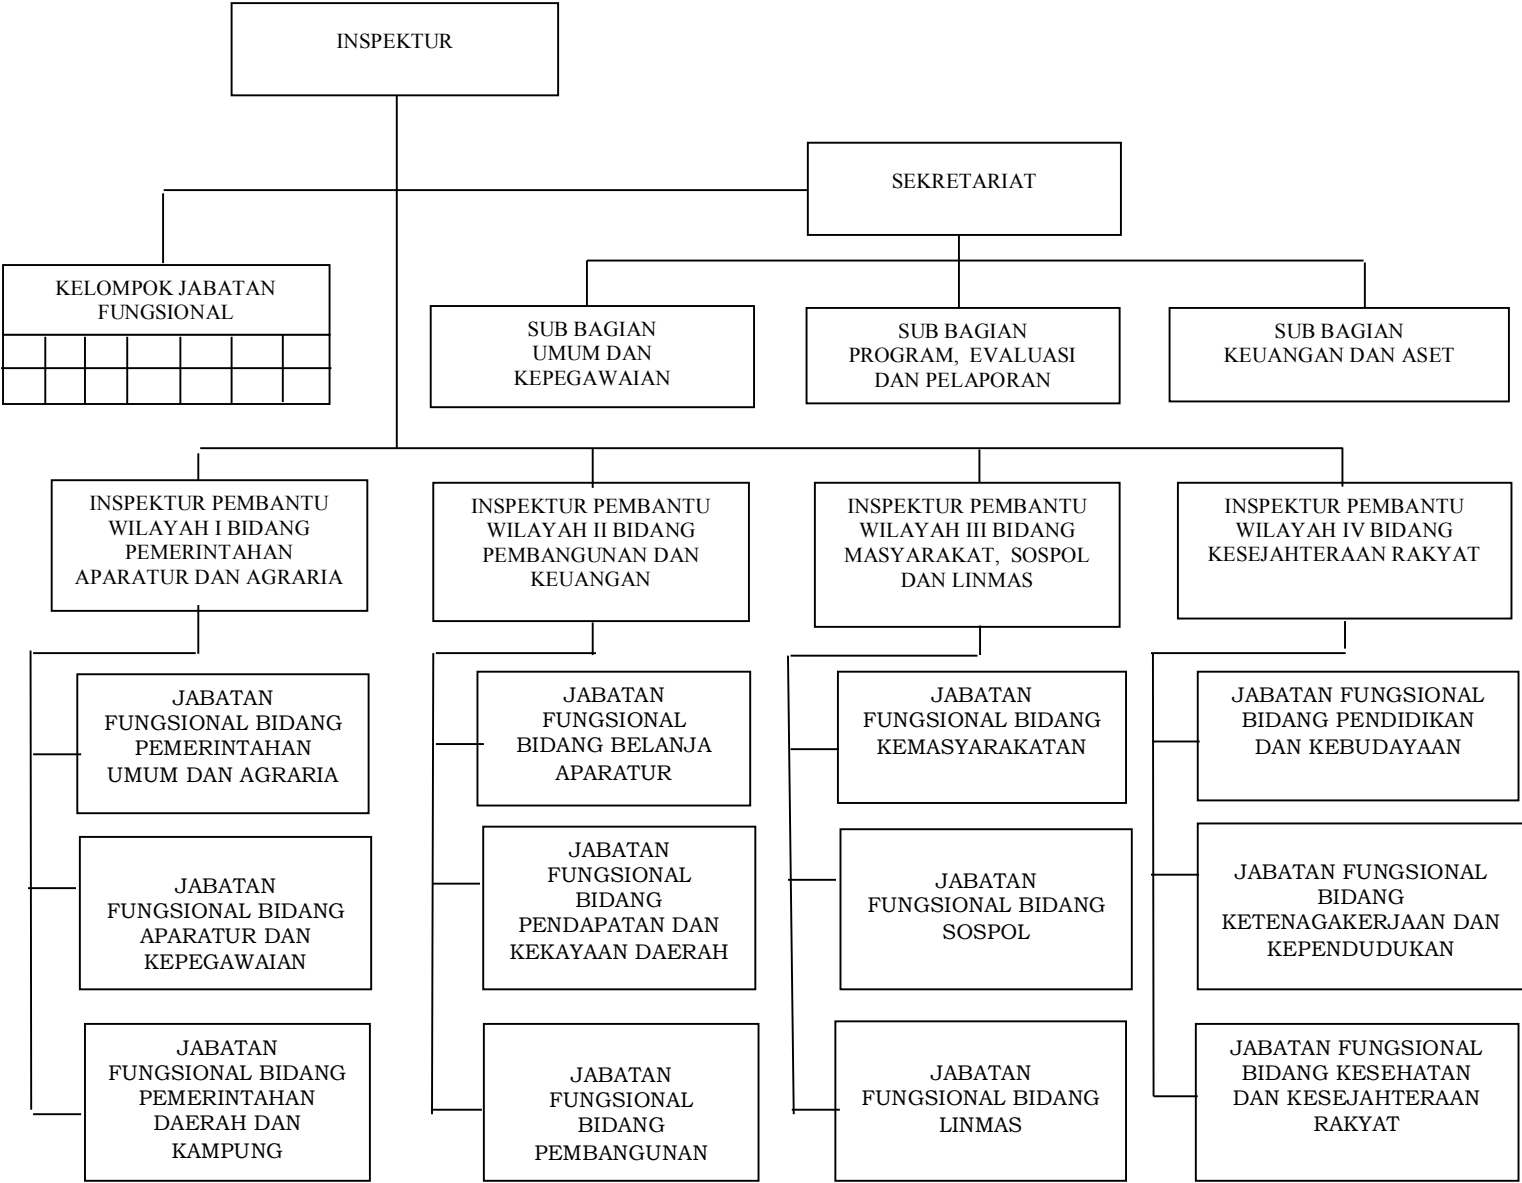 INSPEKTUR
SEKRETARIAT
KELOMPOK JABATAN
FUNGSIONAL
SUB BAGIAN
UMUM DAN
KEPEGAWAIAN
SUB BAGIAN
PROGRAM, EVALUASI
DAN PELAPORAN
SUB BAGIAN
KEUANGAN DAN ASET
INSPEKTUR PEMBANTU
WILAYAH I BIDANG
PEMERINTAHAN
APARATUR DAN AGRARIA
INSPEKTUR PEMBANTU
WILAYAH II BIDANG
PEMBANGUNAN DAN
KEUANGAN
INSPEKTUR PEMBANTU
WILAYAH III BIDANG
MASYARAKAT, SOSPOL
DAN LINMAS
INSPEKTUR PEMBANTU
WILAYAH IV BIDANG
KESEJAHTERAAN RAKYAT
JABATAN
FUNGSIONAL BIDANG
PEMERINTAHAN
UMUM DAN AGRARIA
JABATAN
FUNGSIONAL
BIDANG BELANJA
APARATUR
JABATAN
FUNGSIONAL BIDANG
KEMASYARAKATAN
JABATAN FUNGSIONAL
BIDANG PENDIDIKAN
DAN KEBUDAYAAN
JABATAN
FUNGSIONAL BIDANG
APARATUR DAN
KEPEGAWAIAN
JABATAN
FUNGSIONAL
BIDANG
PENDAPATAN DAN
KEKAYAAN DAERAH
JABATAN
FUNGSIONAL BIDANG
SOSPOL
JABATAN FUNGSIONAL
BIDANG
KETENAGAKERJAAN DAN
KEPENDUDUKAN
JABATAN
FUNGSIONAL BIDANG
PEMERINTAHAN
DAERAH DAN
KAMPUNG
JABATAN
FUNGSIONAL
BIDANG
PEMBANGUNAN
JABATAN
FUNGSIONAL BIDANG
LINMAS
JABATAN FUNGSIONAL
BIDANG KESEHATAN
DAN KESEJAHTERAAN
RAKYAT